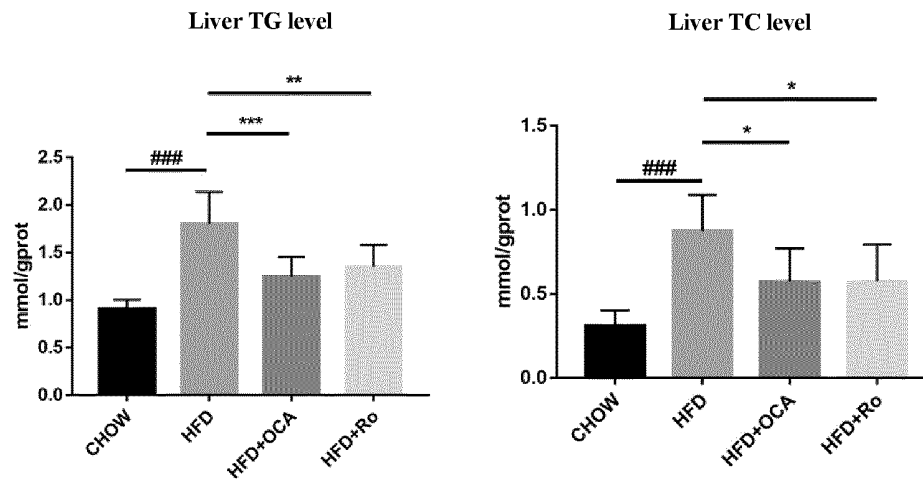 Liver TG level
**
***
###
2.5
2.0
1.5
1.0
0.5
0.0
mmol/gprot
CHOW
HFD
HFD+OCA
HFD+Ro
Liver TC level
*
*
###
1.5
1.0
0.5
0.0
mmol/gprot
CHOW
HFD
HFD+OCA
HFD+Ro